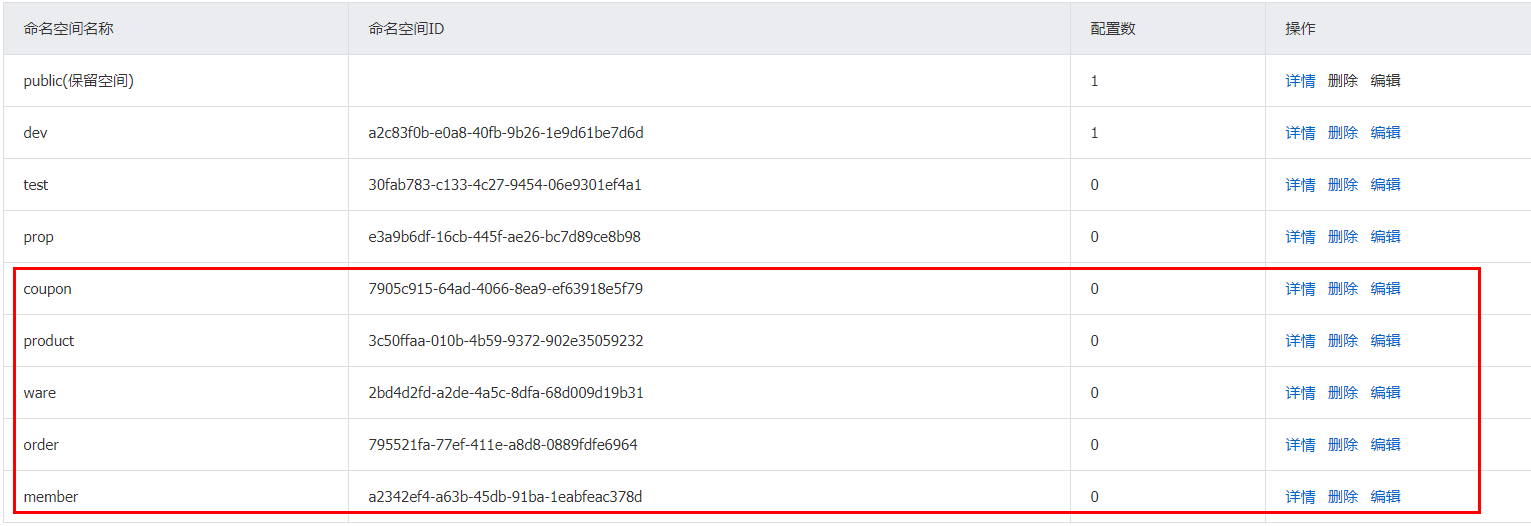 命名空间名称 命名空间ID 配置数 操作
public(保留空间) 1 详情 删除 编辑
dev a2c83f0b-e0a8-40fb-9b26-1e9d61be7d6d 1 详情 删除 编辑
test 30fab783-c133-4c27-9454-06e9301ef4a1 0 详情 删除 编辑
prop e3a9b6df-16cb-445f-ae26-bc7d89ce8b98 0 详情 删除 编辑
coupon 7905c915-64ad-4066-8ea9-ef63918e5f79 0 详情 删除 编辑
product 3c50ffaa-010b-4b59-9372-902e35059232 0 详情 删除 编辑
ware 2bd4d2fd-a2de-4a5c-8dfa-68d009d19b31 0 详情 删除 编辑
order 795521fa-77ef-411e-a8d8-0889fdfe6964 0 详情 删除 编辑
member a2342ef4-a63b-45db-91ba-1eabfeac378d 0 详情 删除 编辑